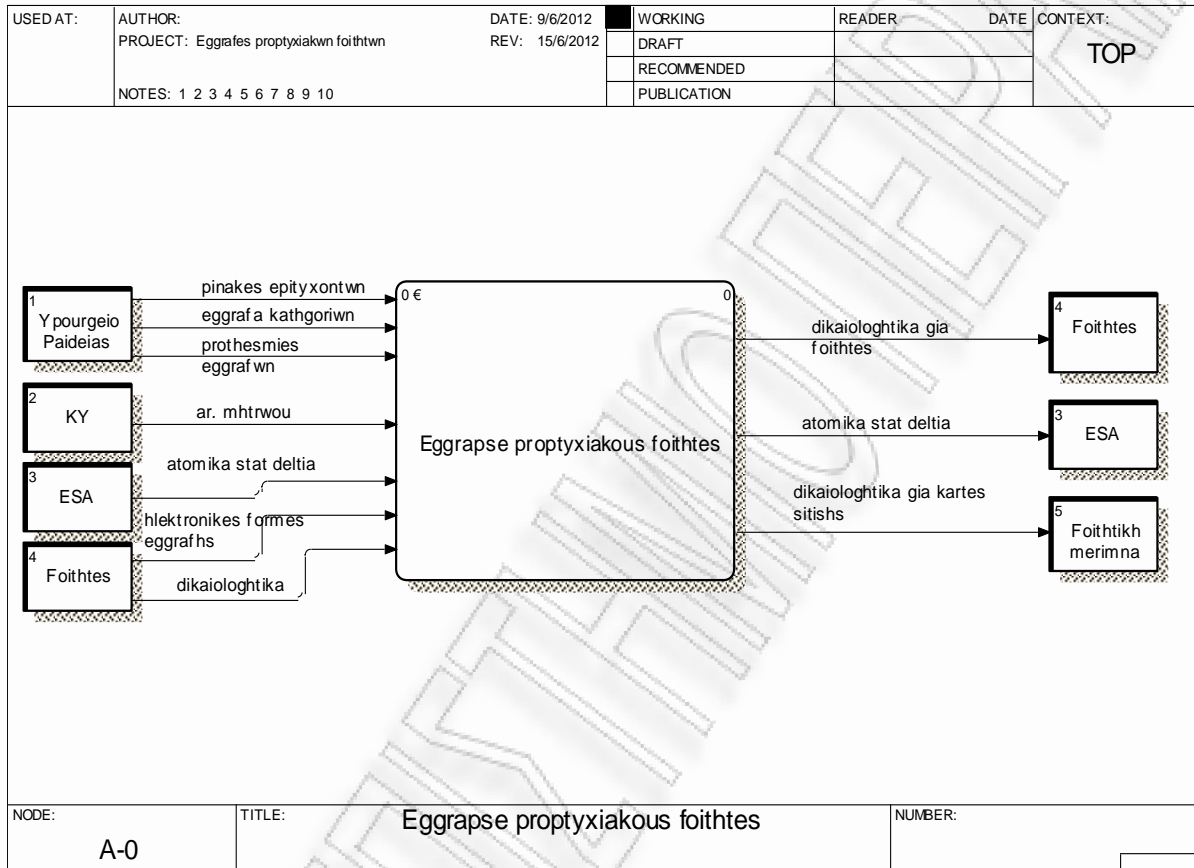 USED AT:
AUTHOR:
DATE: 9/6/2012
WORKING
READER
DATE
CONTEXT:
PROJECT: Eggrafes proptyxiakwn foithtwn
REV: 15/6/2012
DRAFT
TOP
RECOMMENDED
NOTES: 1 2 3 4 5 6 7 8 9 10
PUBLICATION
1
Ypourgeio
Paideias
pinakes epityxontwn
eggrafa kathgoriwn
prothesmies
eggrafwn
2
KY
ar. mhtrwou
3
ESA
atomika stat deltia
4
Foithtes
hlektronikes formes
eggrafhs
dikaiologhtika
0 €
0
Eggrapse proptyxiakous foithtes
dikaiologhtika gia
foithtes
4
Foithtes
atomika stat deltia
3
ESA
dikaiologhtika gia kartes
sitishs
5
Foithtikh
merimna
NODE:
A-0
TITLE:
Eggrapse proptyxiakous foithtes
NUMBER: